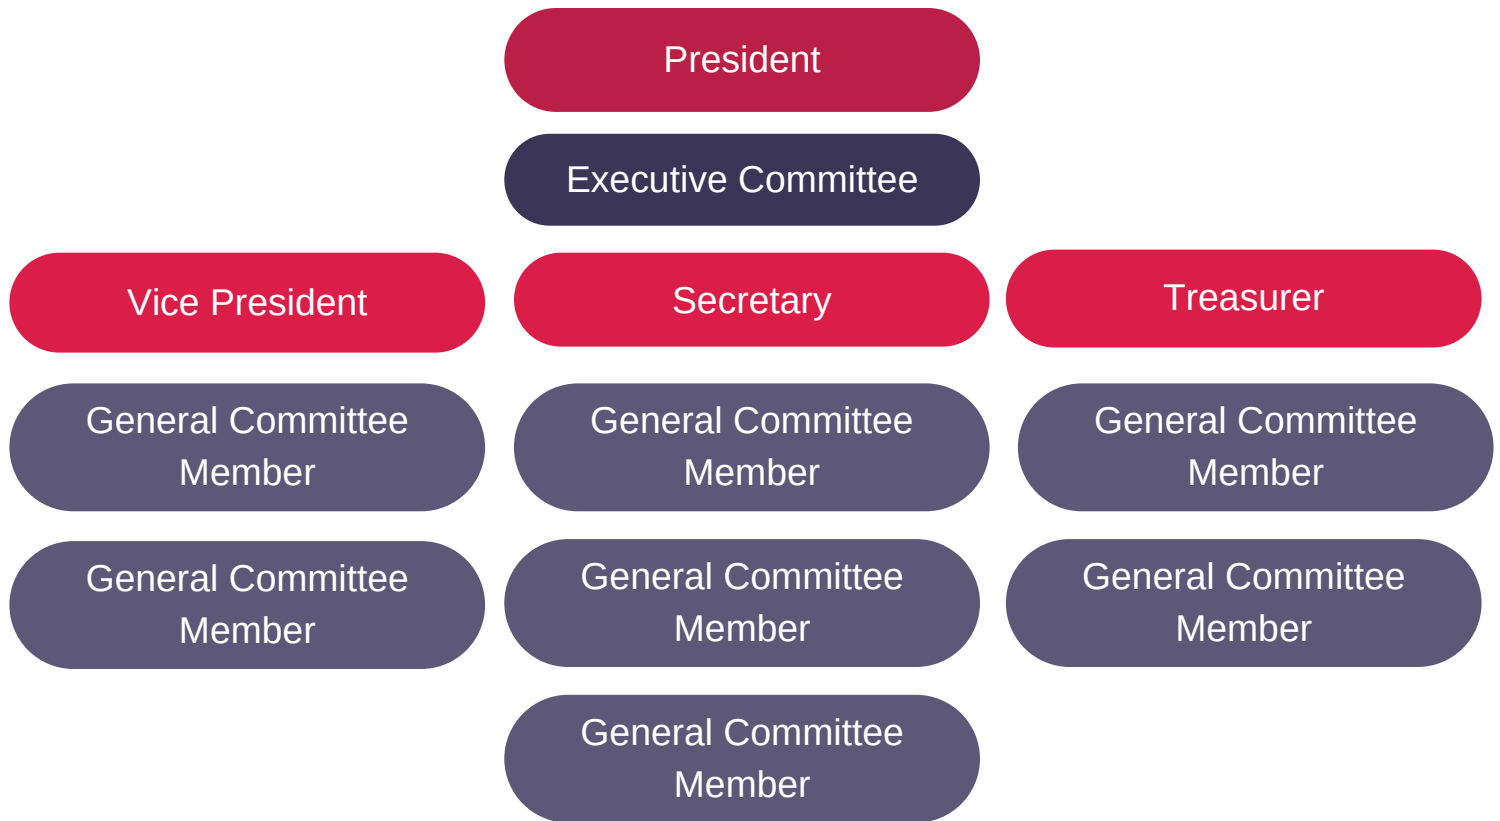 President
Executive Committee
Vice President
Secretary
Treasurer
General Committee
Member
General Committee
Member
General Committee
Member
General Committee
Member
General Committee
Member
General Committee
Member
General Committee
Member